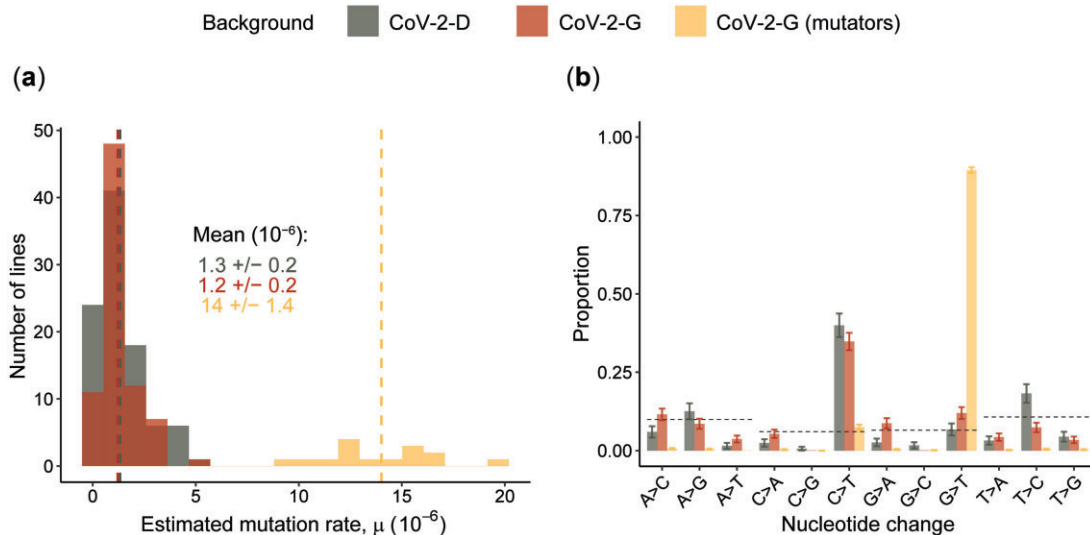 Background CoV-2-D CoV-2-G CoV-2-G (mutators)
(a)
50
40
30
20
10
0
Number of lines
Mean (10⁻⁶):
1.3 +/− 0.2
1.2 +/− 0.2
14 +/− 1.4
0 5 10 15 20
Estimated mutation rate, μ (10⁻⁶)
(b)
1.00
0.75
0.50
0.25
0.00
Proportion
A>C A>G A>T C>A C>G C>T G>A G>C G>T T>A T>C T>G
Nucleotide change